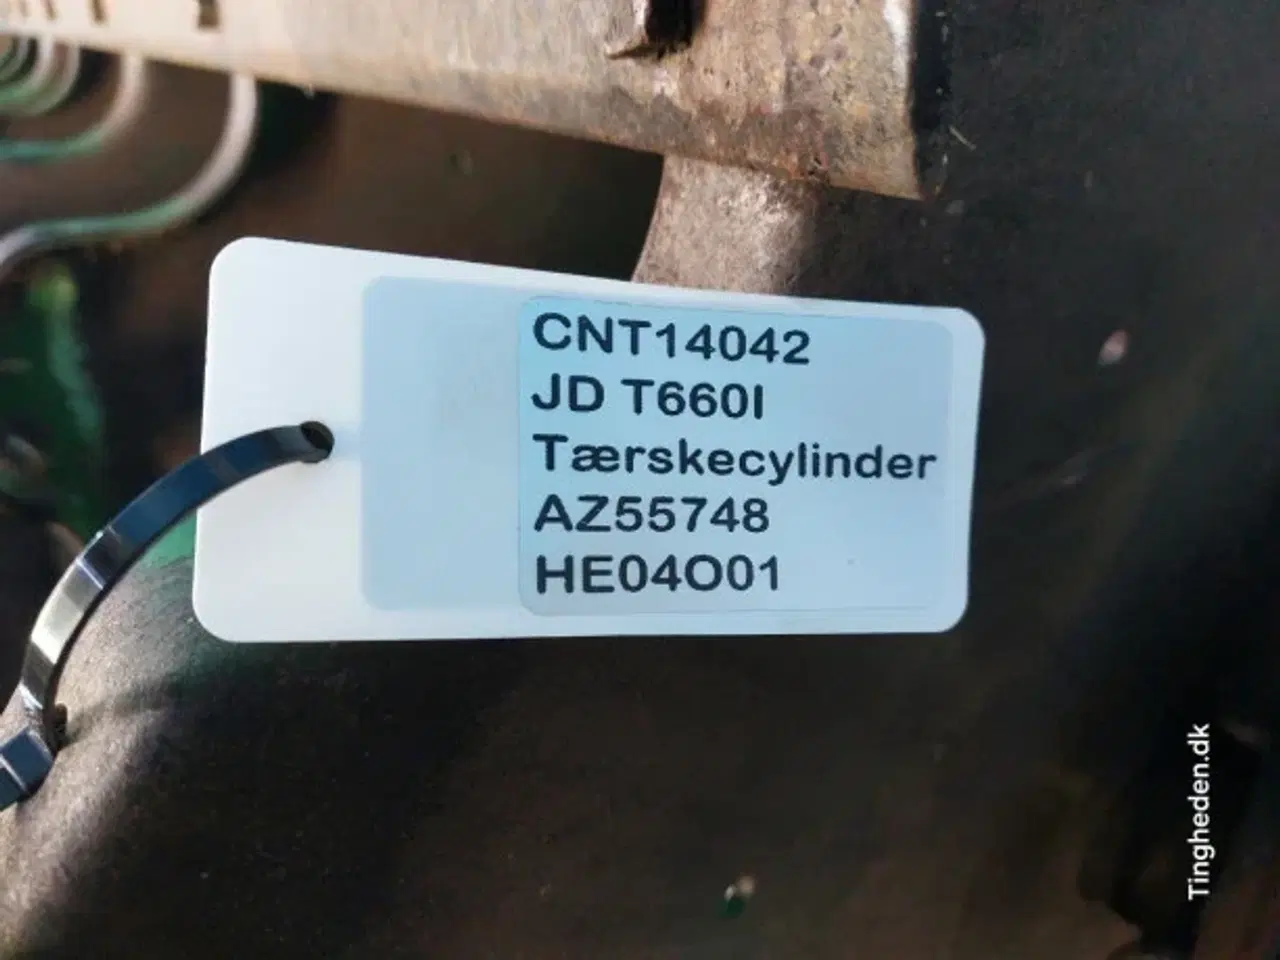 CNT14042
JD T660I
Tærskecylinder
AZ55748
HE04O01
Tingheden.dk